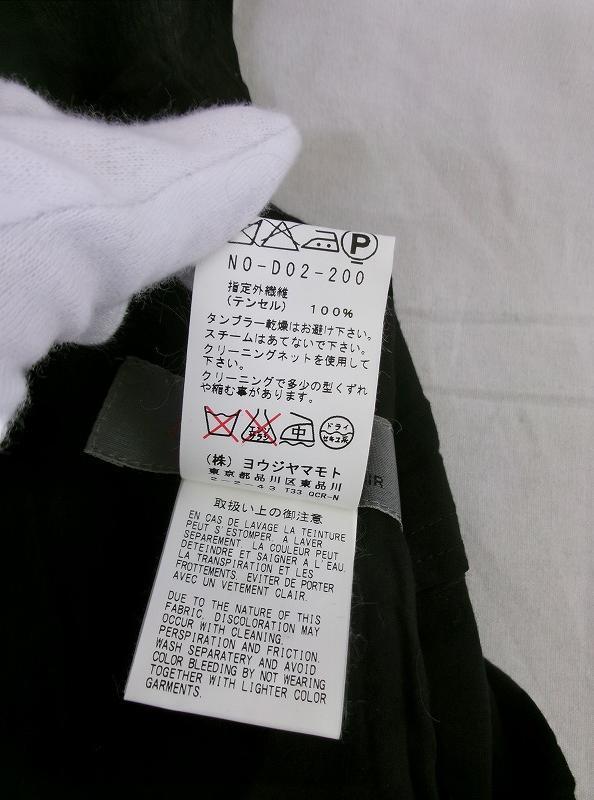 P
NO-D02-200
指定外繊維
(テンセル) 100%
タンブラー乾燥はお避け下さい。
スチームはあてないで下さい。
クリーニングネットを使用して
下さい。
クリーニングで多少の型くずれ
や縮む事があります。
中
ドライ
セキユ系
(株) ヨウジヤマモト
東京都品川区東品川
2-2-43 T33 QCR-N
IR
取扱い上の御注意
EN CAS DE LAVAGE LA TEINTURE
PEUT S'ESTOMPER. A LAVER
SEPAREMENT. LA COULEUR PEUT
DETEINDRE ET SAIGNER A L'EAU.
LA TRANSPIRATION ET LES
FROTTEMENTS. EVITER DE PORTER
AVEC UN VETEMENT CLAIR.
DUE TO THE NATURE OF THIS
FABRIC, DISCOLORATION MAY
OCCUR WITH CLEANING.
PERSPIRATION AND FRICTION.
WASH SEPARATERY AND AVOID
COLOR BLEEDING BY NOT WEARING
TOGETHER WITH LIGHTER COLOR
GARMENTS.